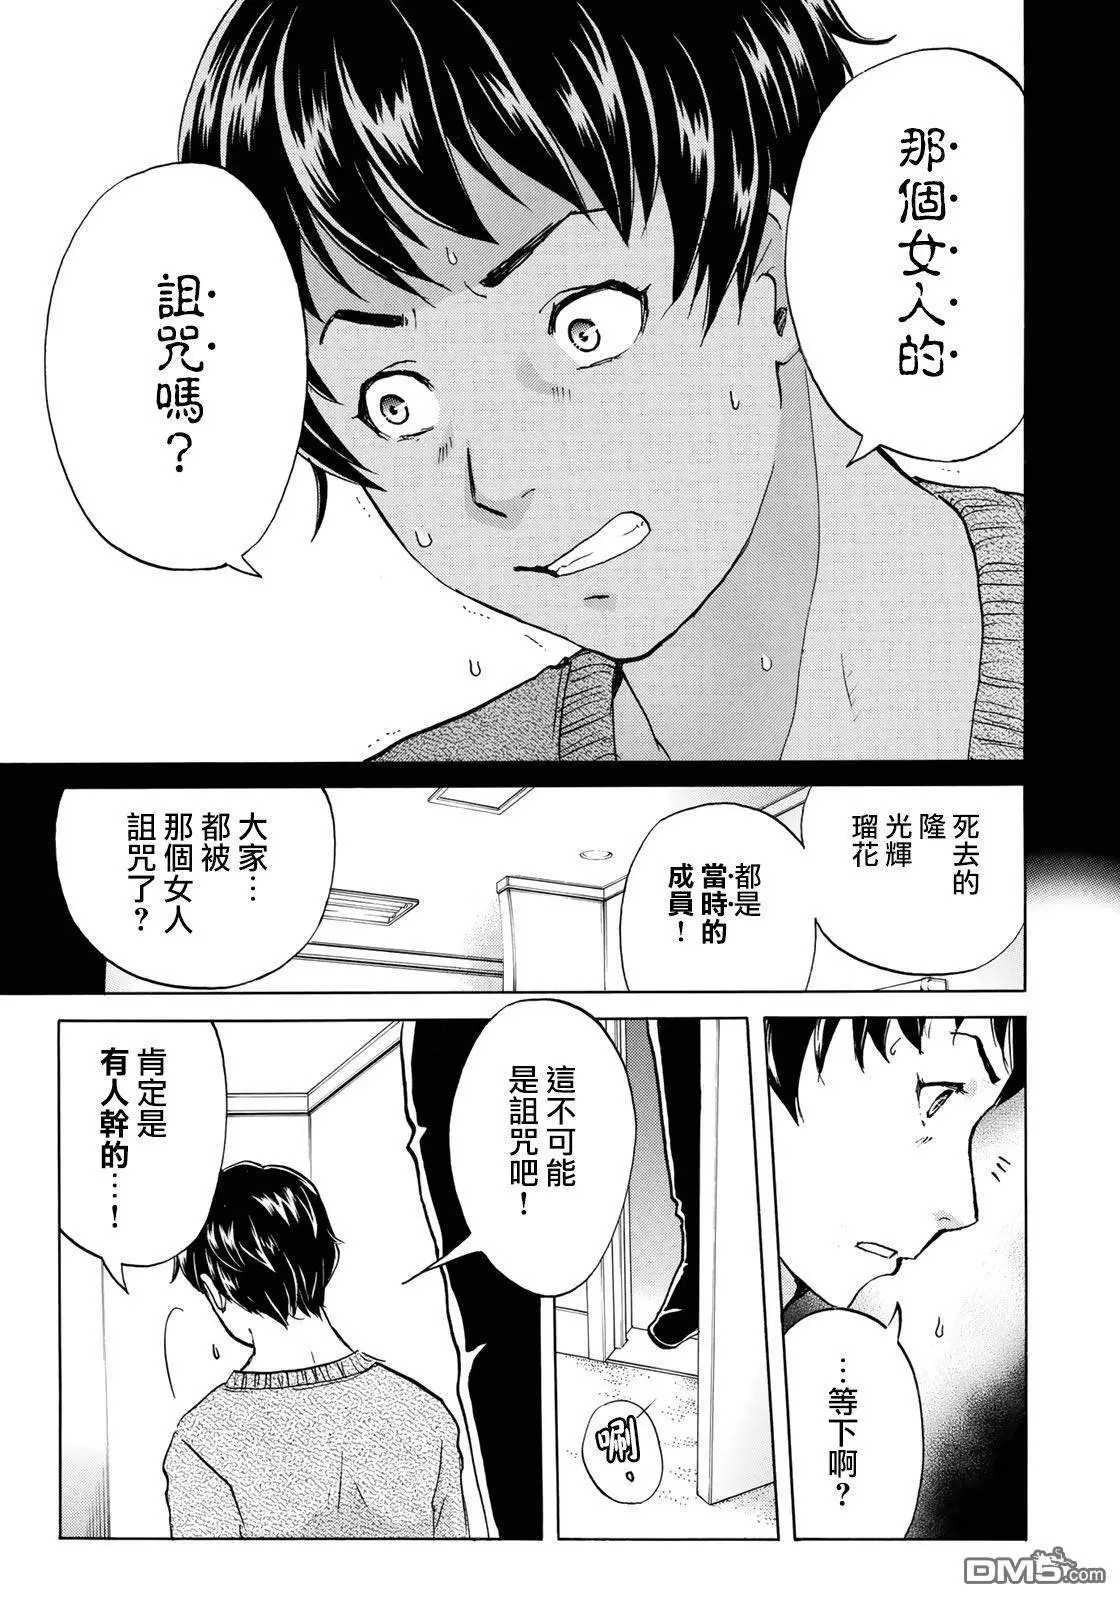 那個女人的
詛咒嗎？
死去的
隆
光輝
瑠花
都是
當時的
成員！
大家…
都被
那個女人
詛咒了？
…等下啊？
唰
這不可能
是詛咒吧！
肯定是
有人幹的…！
DM5.com